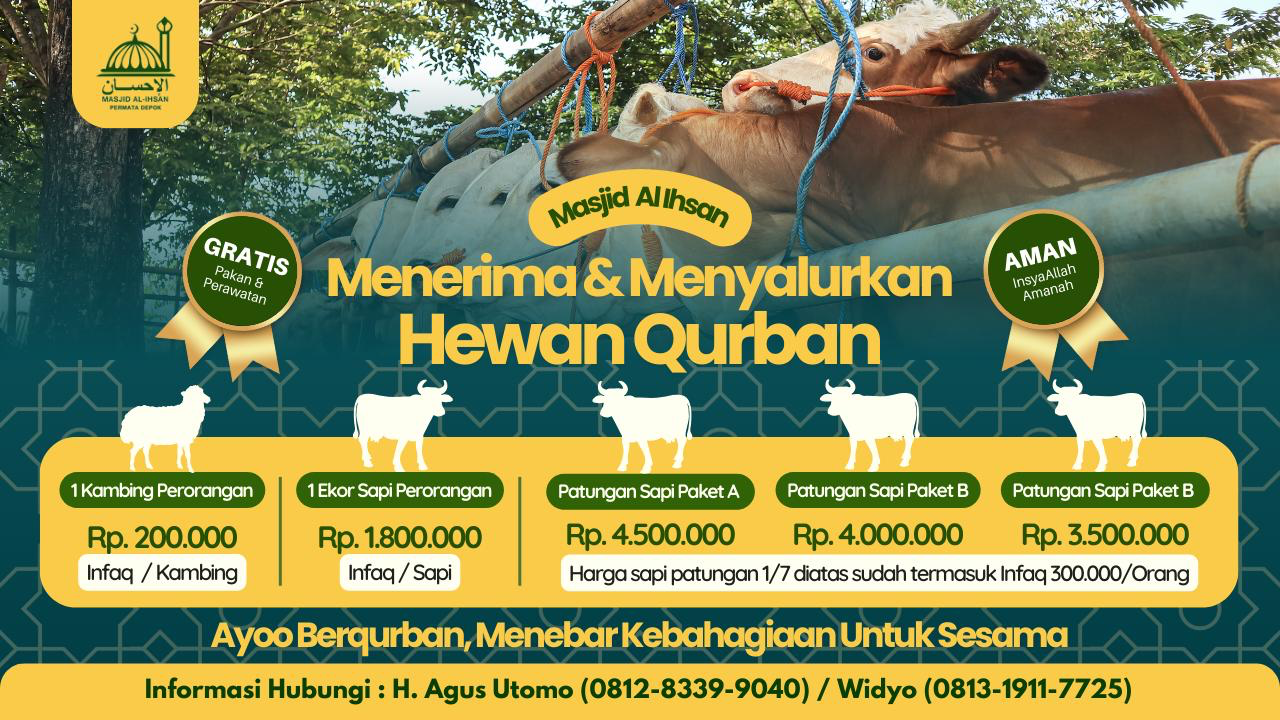 الإحسان
MASJID AL-IHSAN
PERMATA DEPOK
Masjid Al Ihsan
GRATIS
Pakan &
Perawatan
Menerima & Menyalurkan
Hewan Qurban
AMAN
InsyaAllah
Amanah
1 Kambing Perorangan
Rp. 200.000
Infaq / Kambing
1 Ekor Sapi Perorangan
Rp. 1.800.000
Infaq / Sapi
Patungan Sapi Paket A
Rp. 4.500.000
Patungan Sapi Paket B
Rp. 4.000.000
Patungan Sapi Paket B
Rp. 3.500.000
Harga sapi patungan 1/7 diatas sudah termasuk Infaq 300.000/Orang
Ayoo Berqurban, Menebar Kebahagiaan Untuk Sesama
Informasi Hubungi : H. Agus Utomo (0812-8339-9040) / Widyo (0813-1911-7725)